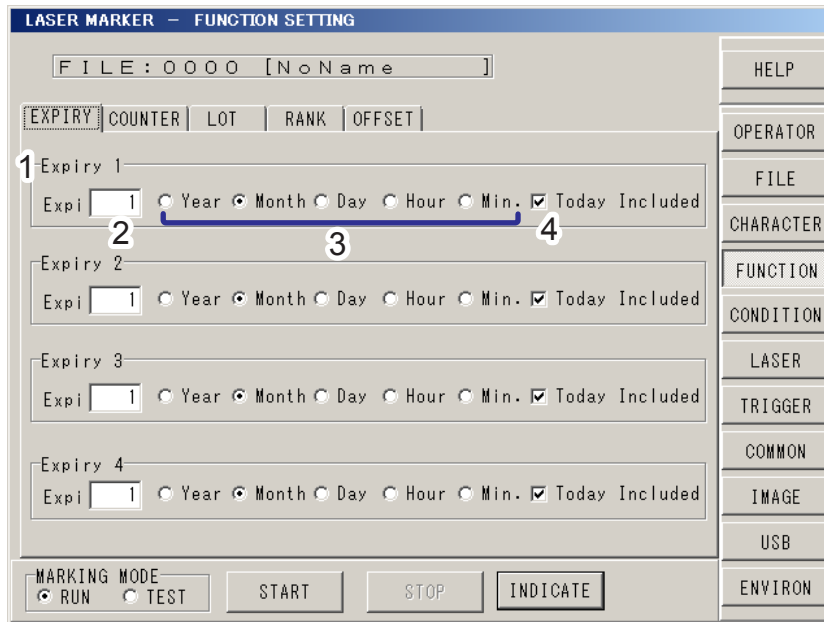 LASER MARKER － FUNCTION SETTING
FILE:0000 [NoName ]
HELP
EXPIRY COUNTER LOT RANK OFFSET
OPERATOR
FILE
CHARACTER
FUNCTION
CONDITION
LASER
TRIGGER
COMMON
IMAGE
USB
ENVIRON
1 Expiry 1
Expi 1 Year Month Day Hour Min. Today Included
2 3 4
Expiry 2
Expi 1 Year Month Day Hour Min. Today Included
Expiry 3
Expi 1 Year Month Day Hour Min. Today Included
Expiry 4
Expi 1 Year Month Day Hour Min. Today Included
MARKING MODE
RUN TEST START STOP INDICATE